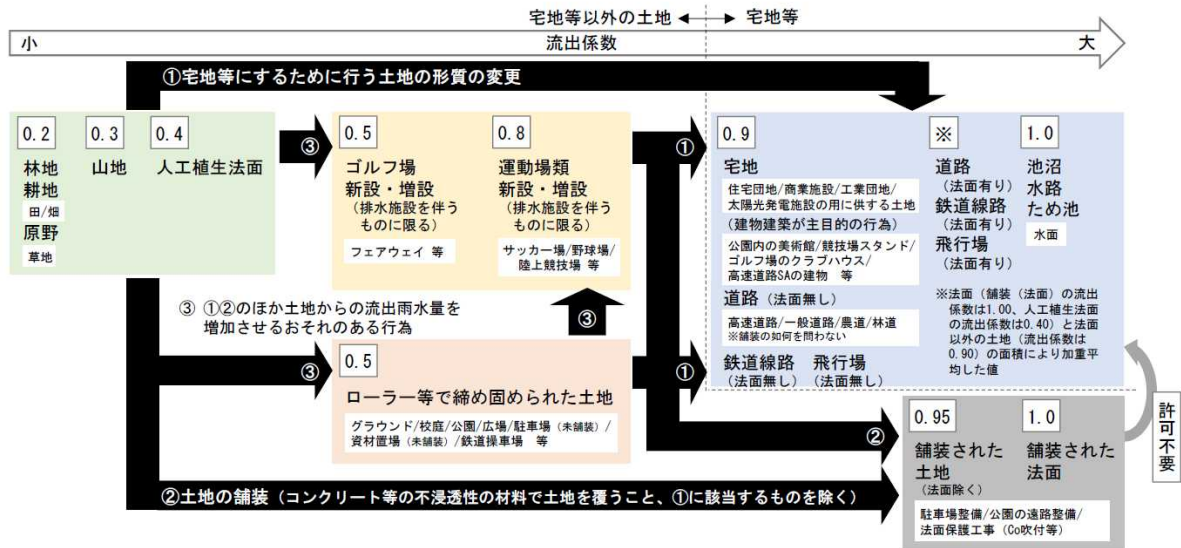 宅地等以外の土地 ←→ 宅地等
小 流出係数 大
①宅地等にするために行う土地の形質の変更
0.2
林地
耕地
田/畑
原野
草地
0.3
山地
0.4
人工植生法面
③
0.5
ゴルフ場
新設・増設
(排水施設を伴う
ものに限る)
フェアウェイ 等
0.8
運動場類
新設・増設
(排水施設を伴う
ものに限る)
サッカー場/野球場/
陸上競技場 等
①
0.9
宅地
住宅団地/商業施設/工業団地/
太陽光発電施設の用に供する土地
(建物建築が主目的の行為)
公園内の美術館/競技場スタンド/
ゴルフ場のクラブハウス/
高速道路SAの建物 等
道路(法面無し)
高速道路/一般道路/農道/林道
※舗装の如何を問わない
鉄道線路 飛行場
(法面無し) (法面無し)
※
道路
(法面有り)
鉄道線路
(法面有り)
飛行場
(法面有り)
1.0
池沼
水路
ため池
水面
※法面(舗装(法面)の流出
係数は1.00、人工植生法面
の流出係数は0.40)と法面
以外の土地(流出係数は
0.90)の面積により加重平
均した値
③ ①②のほか土地からの流出雨水量を
増加させるおそれのある行為
③
③
0.5
ローラー等で締め固められた土地
グラウンド/校庭/公園/広場/駐車場(未舗装)/
資材置場(未舗装)/鉄道操車場 等
①
②
②土地の舗装(コンクリート等の不浸透性の材料で土地を覆うこと、①に該当するものを除く)
0.95
舗装された
土地
(法面除く)
1.0
舗装された
法面
駐車場整備/公園の遠路整備/
法面保護工事(Co吹付等)
許可不要